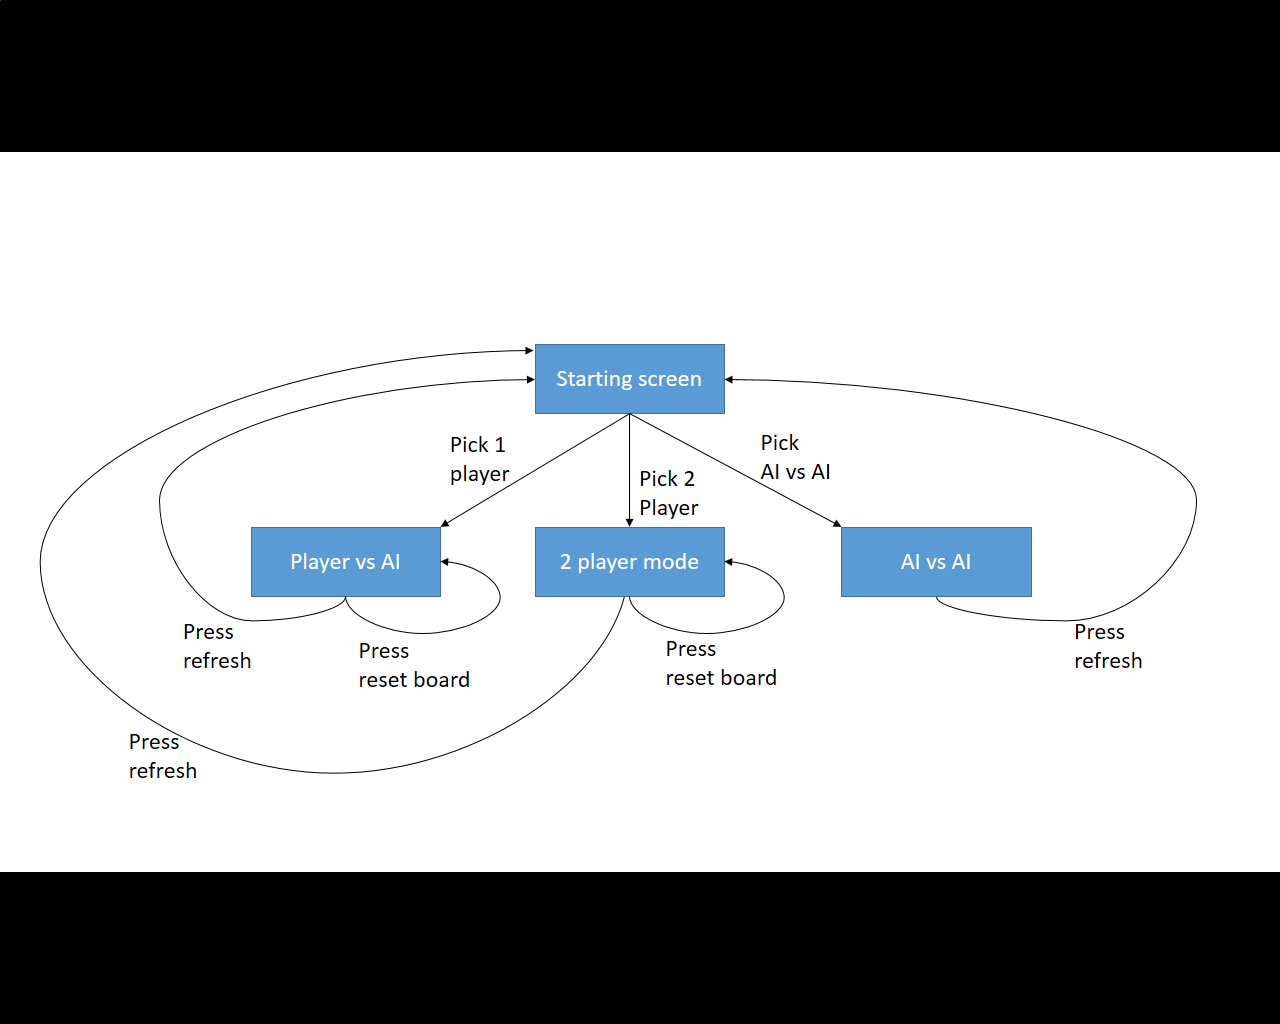 Starting screen
Pick 1
player
Pick 2
Player
Pick
AI vs AI
Player vs AI
2 player mode
AI vs AI
Press
refresh
Press
reset board
Press
reset board
Press
refresh
Press
refresh